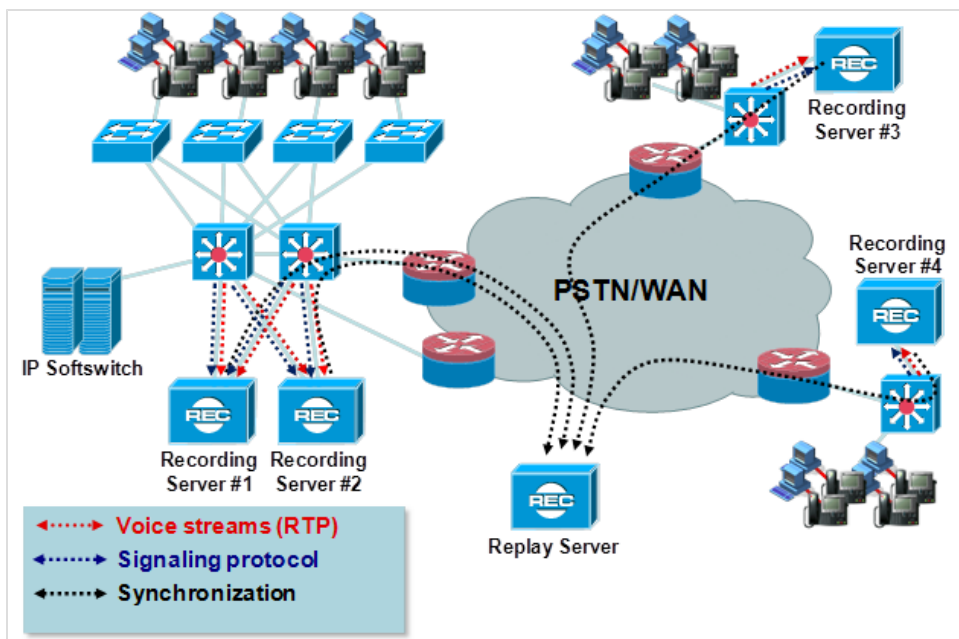 REC
Recording
Server #3
Recording
Server #4
REC
PSTN/WAN
IP Softswitch
REC
REC
Recording
Server #1
Recording
Server #2
REC
Replay Server
Voice streams (RTP)
Signaling protocol
Synchronization